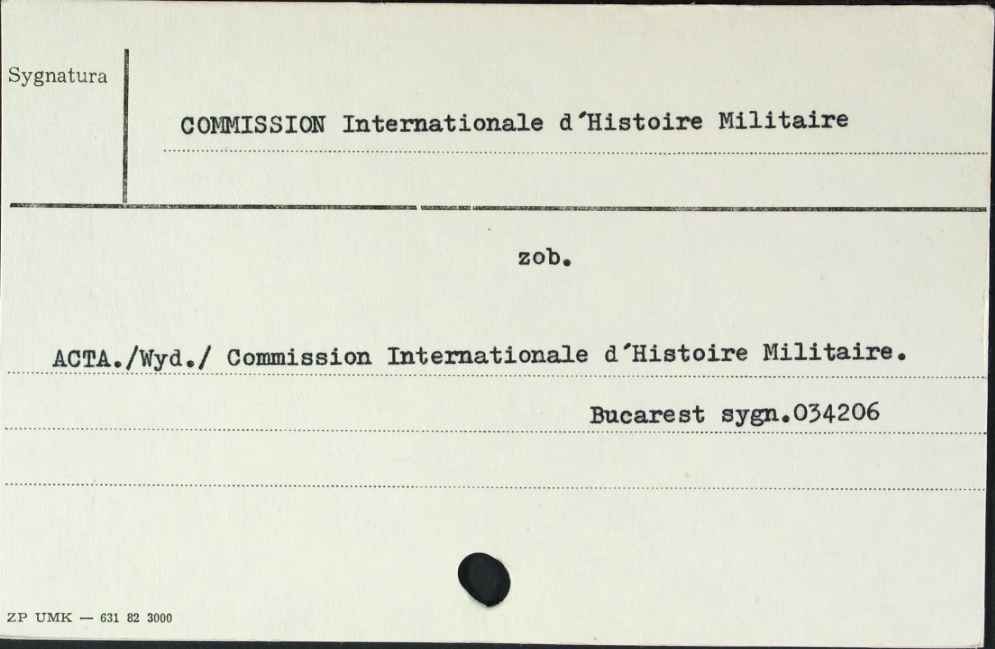 Sygnatura
COMMISSION Internationale d´Histoire Militaire
zob.
ACTA./Wyd./ Commission Internationale d´Histoire Militaire.
Bucarest sygn.034206
ZP UMK — 631 82 3000